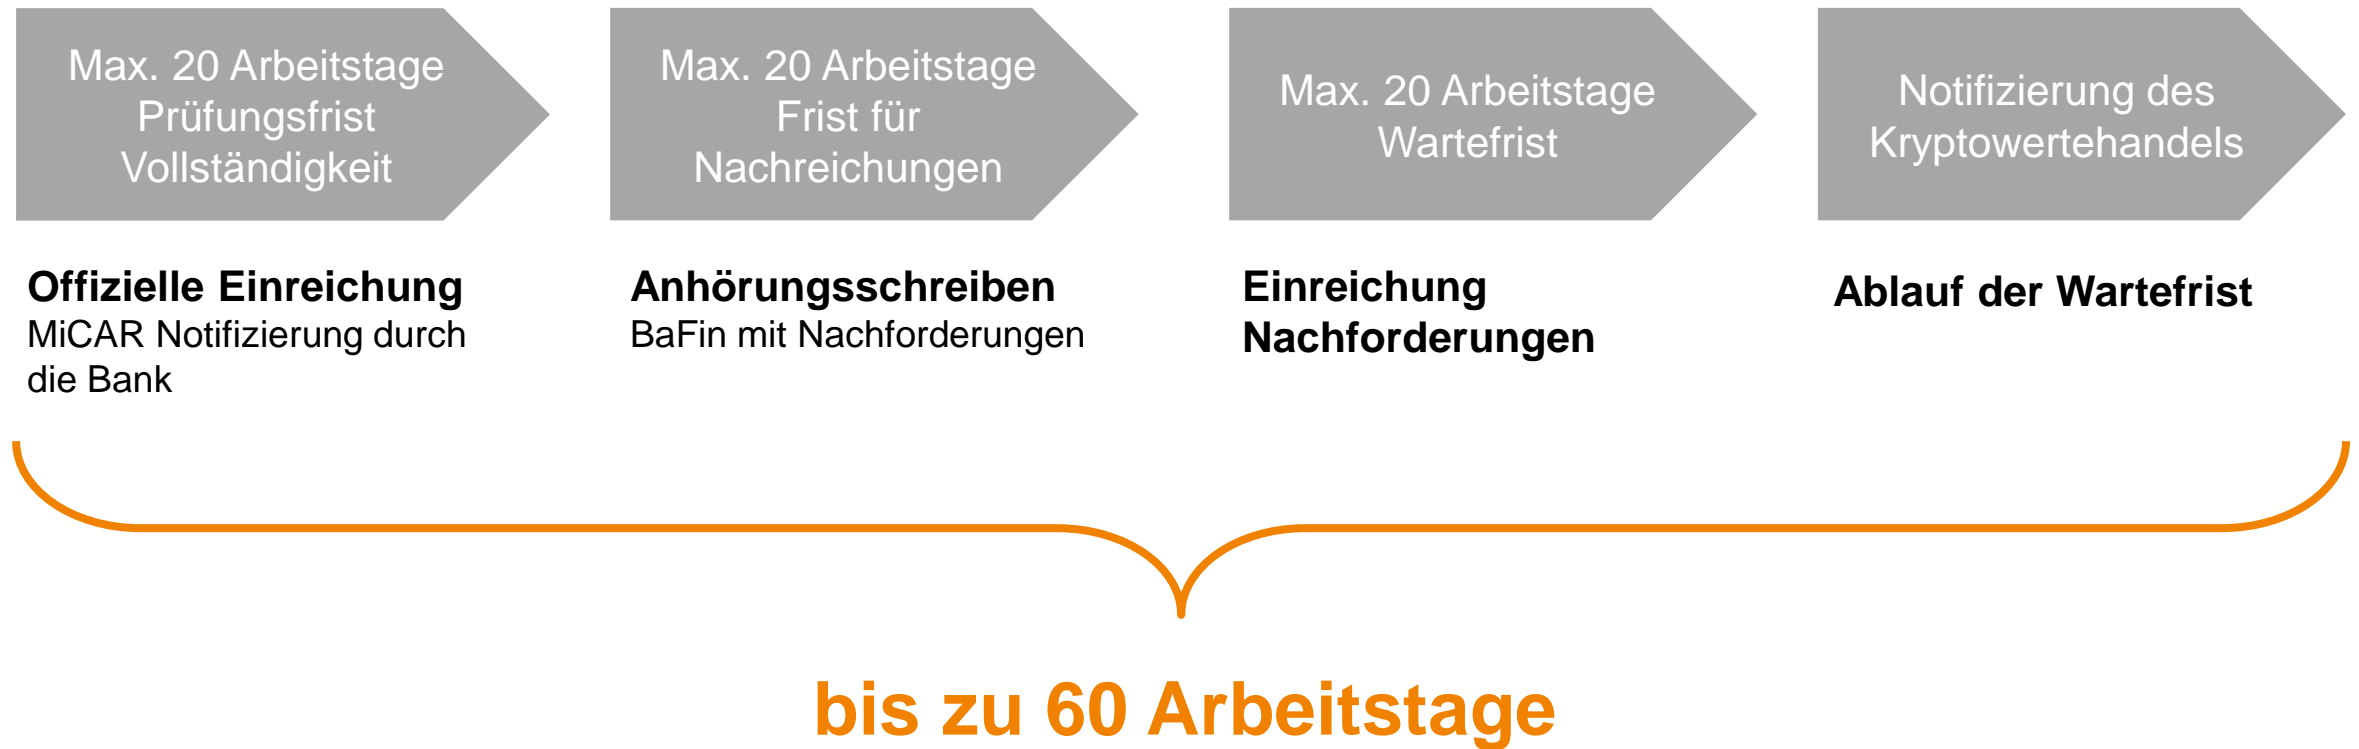 Max. 20 Arbeitstage
Prüfungsfrist
Vollständigkeit
Max. 20 Arbeitstage
Frist für
Nachreichungen
Max. 20 Arbeitstage
Wartefrist
Notifizierung des
Kryptowertehandels
Offizielle Einreichung
MiCAR Notifizierung durch
die Bank
Anhörungsschreiben
BaFin mit Nachforderungen
Einreichung
Nachforderungen
Ablauf der Wartefrist
bis zu 60 Arbeitstage